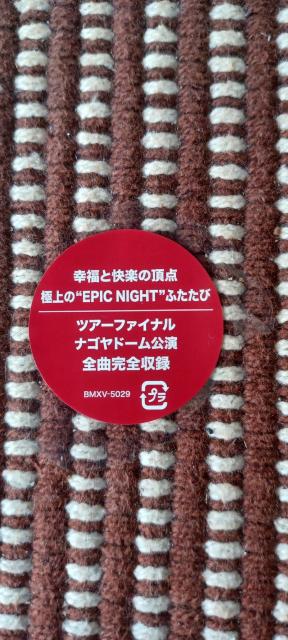 幸福と快楽の頂点
極上の“EPIC NIGHT”ふたたび
ツアーファイナル
ナゴヤドーム公演
全曲完全収録
BMXV-5029
プラ